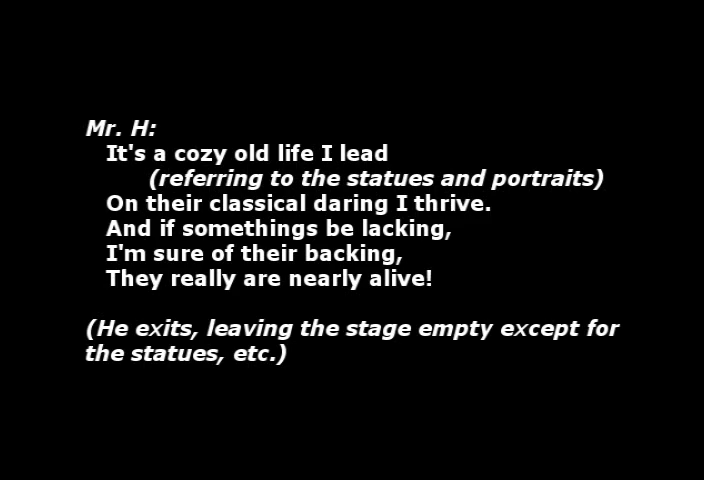 Mr. H:
It's a cozy old life I lead
(referring to the statues and portraits)
On their classical daring I thrive.
And if somethings be lacking,
I'm sure of their backing,
They really are nearly alive!
(He exits, leaving the stage empty except for
the statues, etc.)